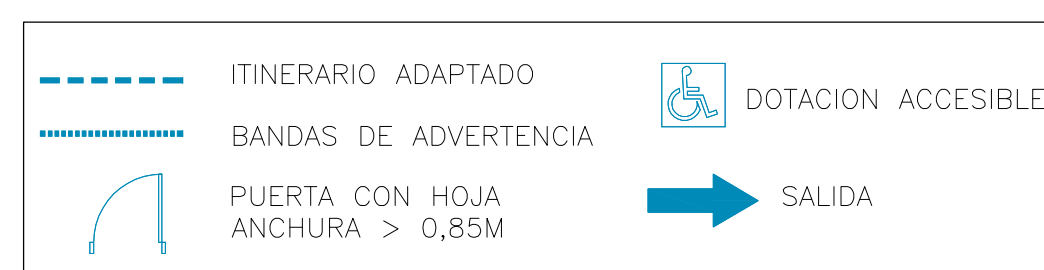 ITINERARIO ADAPTADO
BANDAS DE ADVERTENCIA
PUERTA CON HOJA
ANCHURA > 0,85M
DOTACION ACCESIBLE
SALIDA